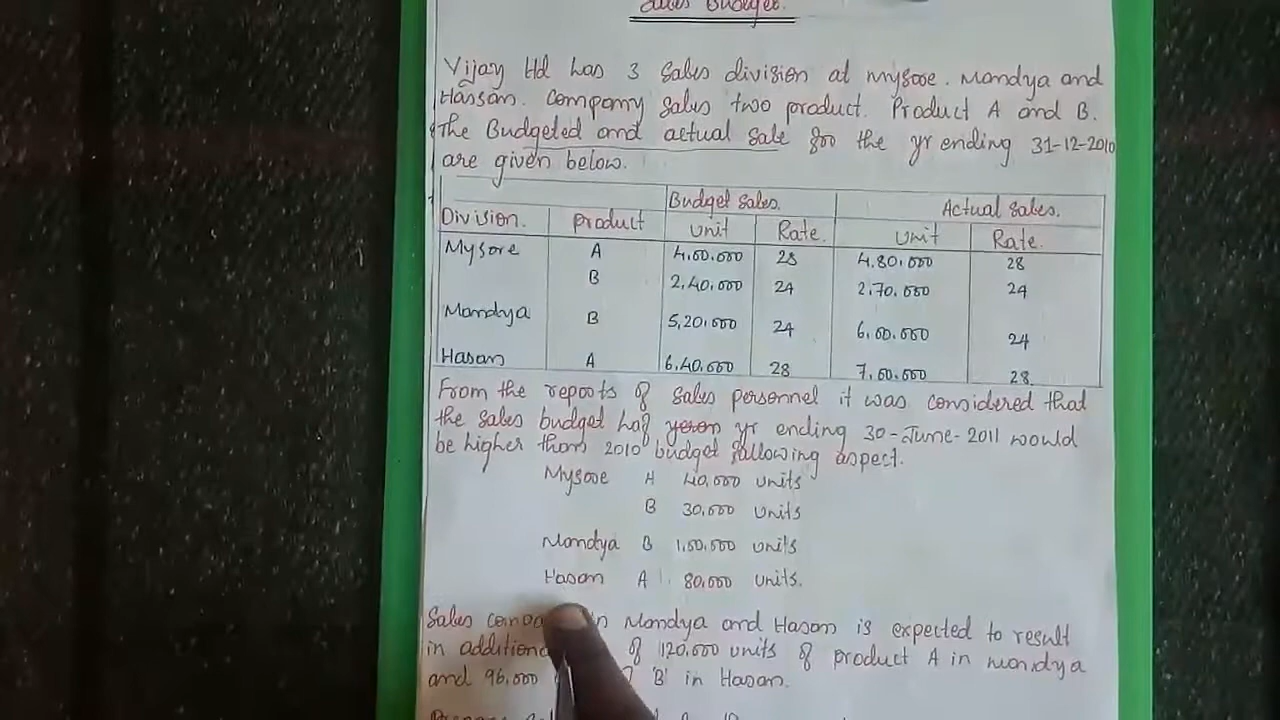 Sales Budget.
Vijay ltd has 3 Sales division at mysore. Mandya and
Hassan. Company sales two product. Product A and B.
The Budgeted and actual sale for the yr ending 31-12-2010
are given below.
Budget Sales. Actual Sales.
Division. Product Unit Rate. Unit Rate.
Mysore A 4,00,000 28 4,80,000 28
B 2,40,000 24 2,70,000 24
Mandya B 5,20,000 24 6,00,000 24
Hasan A 6,40,000 28 7,60,000 28
From the reports of Sales personnel it was considered that
the Sales budget half yr ending 30-June-2011 would
be higher than 2010 budget following aspect.
Mysore A 40,000 units
B 30,000 units
Mandya B 1,00,000 units
Hasan A 80,000 units.
Sales in Mandya and Hasan is expected to result
in of 120,000 units of product A in mandya
and 96,000 'B' in Hasan.